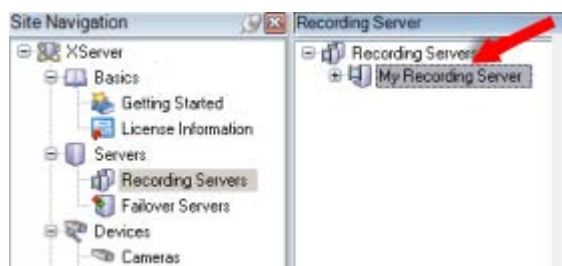 Site Navigation
XServer
Basics
Getting Started
License Information
Servers
Recording Servers
Failover Servers
Devices
Cameras
Recording Server
Recording Servers
My Recording Server